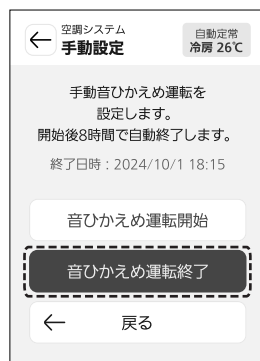 空調システム
手動設定
自動定常
冷房 26℃
手動音ひかえめ運転を
設定します。
開始後8時間で自動終了します。
終了日時：2024/10/1 18:15
音ひかえめ運転開始
音ひかえめ運転終了
戻る